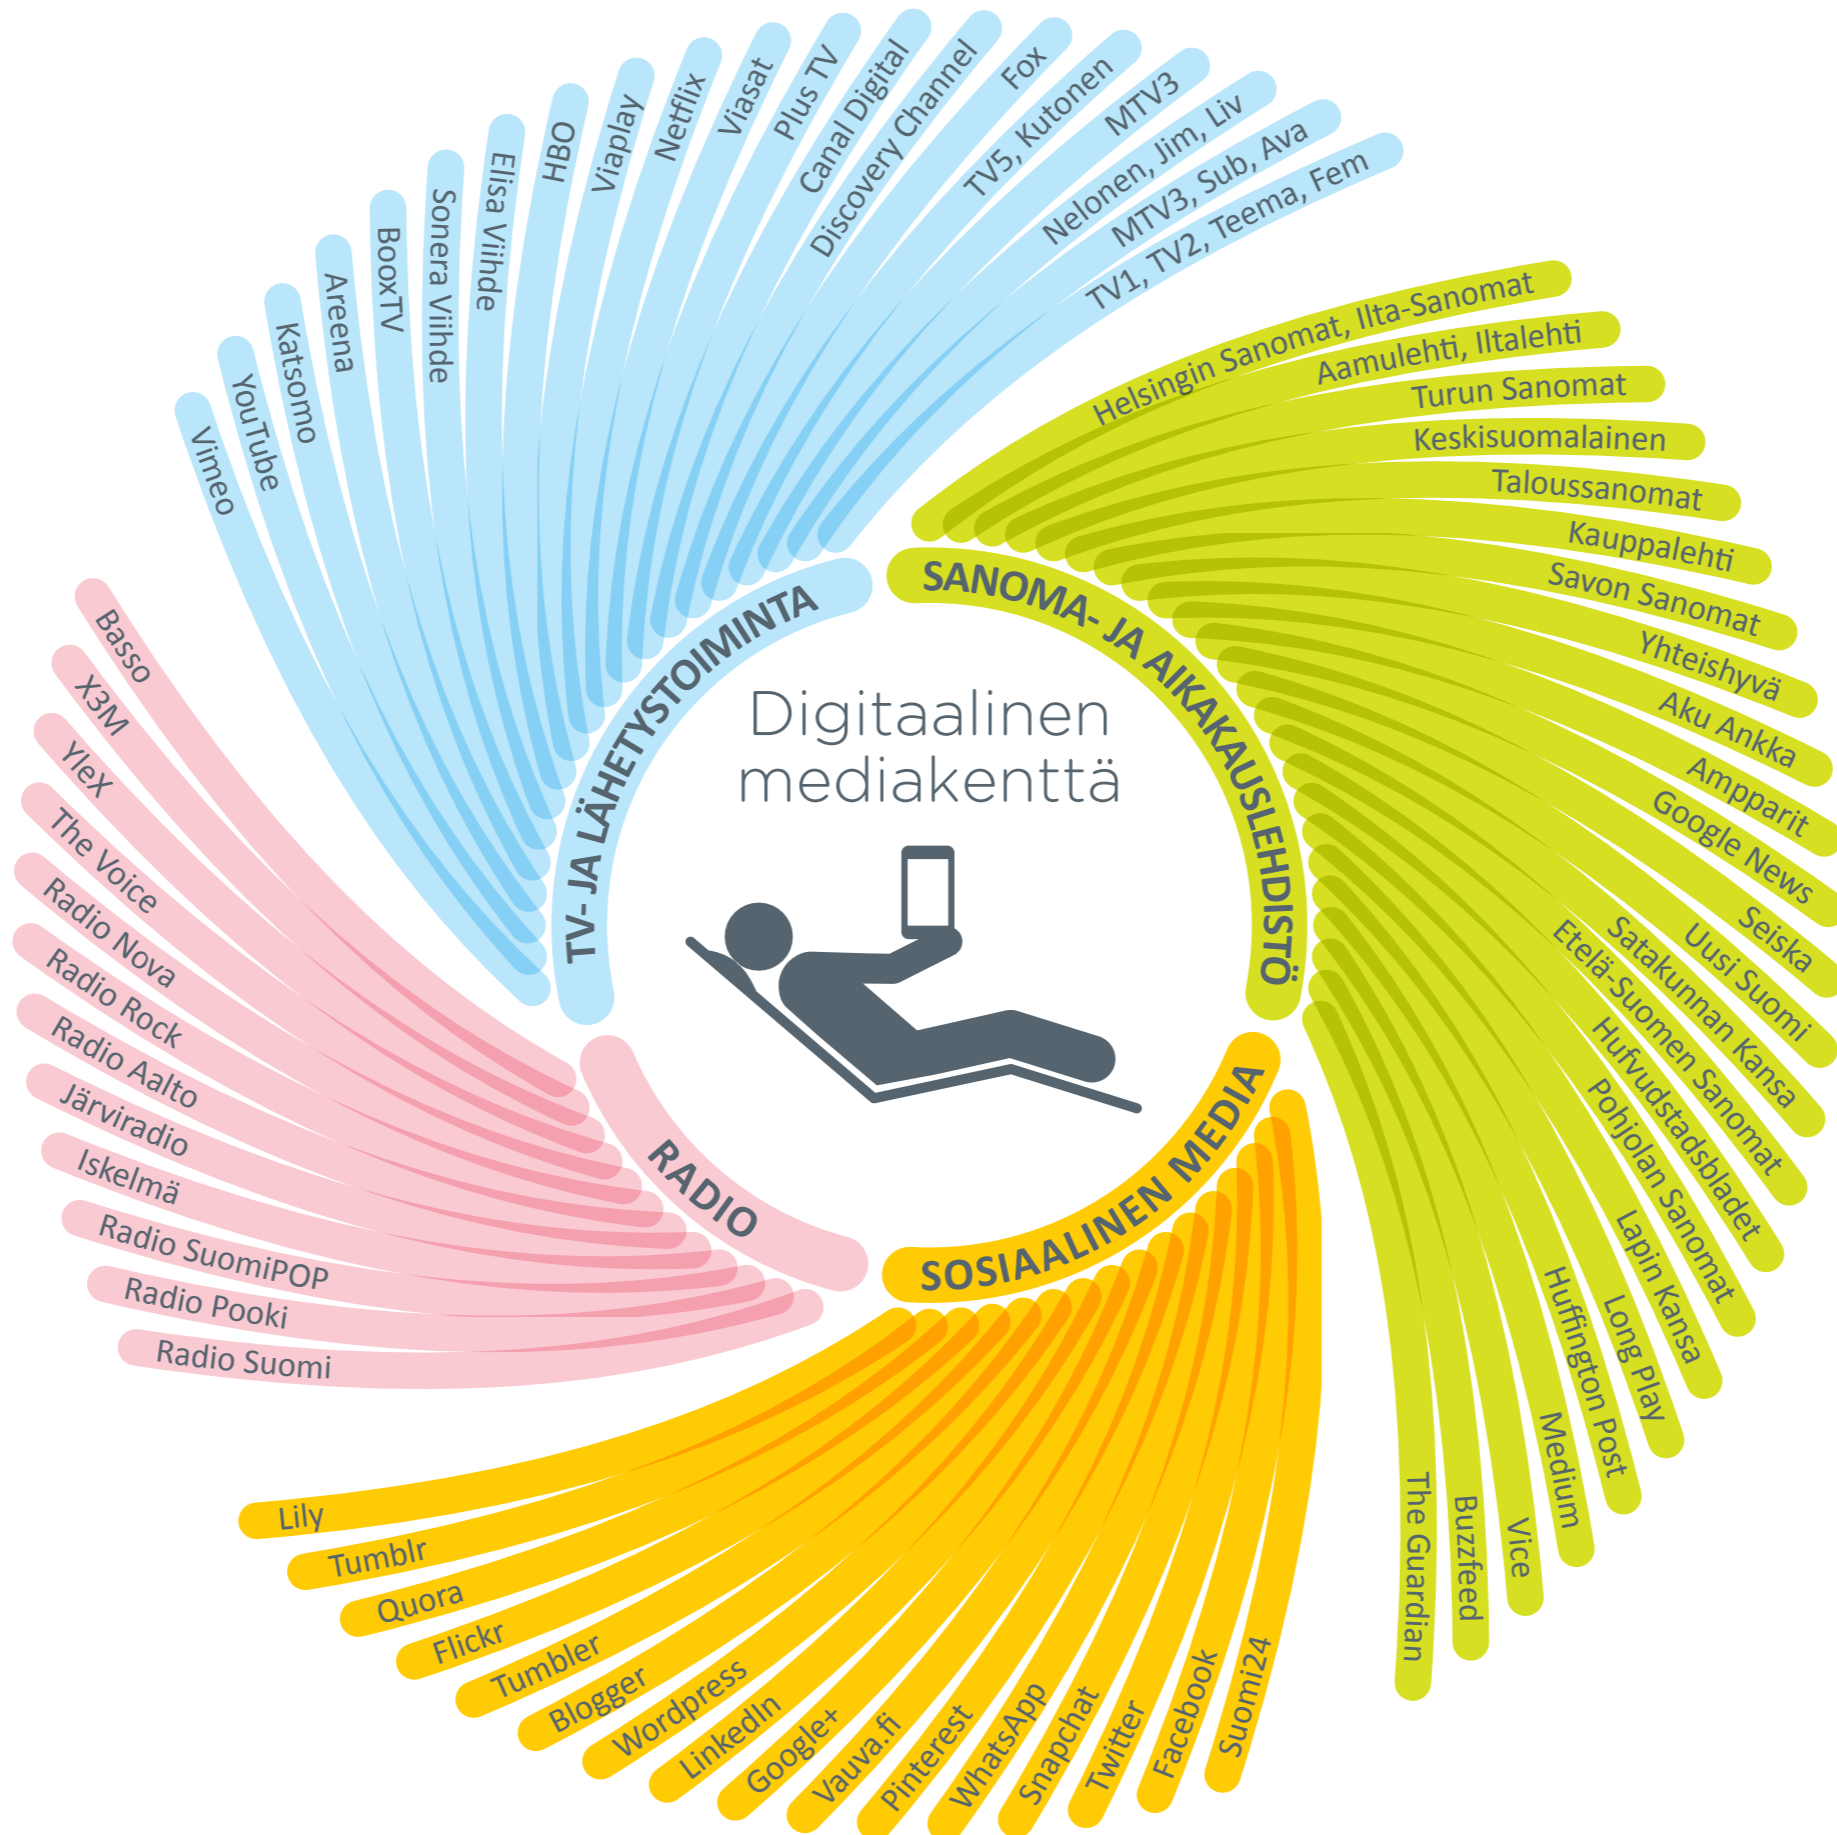 Digitaalinen
mediakenttä
TV- JA LÄHETYSTOIMINTA
Vimeo
YouTube
Katsomo
Areena
BooxTV
Sonera Viihde
Elisa Viihde
HBO
Viaplay
Netflix
Viasat
Plus TV
Canal Digital
Discovery Channel
Fox
TV5, Kutonen
MTV3
Nelonen, Jim, Liv
MTV3, Sub, Ava
TV1, TV2, Teema, Fem
SANOMA- JA AIKAKAUSLEHDISTÖ
Helsingin Sanomat, Ilta-Sanomat
Aamulehti, Iltalehti
Turun Sanomat
Keskisuomalainen
Taloussanomat
Kauppalehti
Savon Sanomat
Yhteishyvä
Aku Ankka
Ampparit
Google News
Seiska
Uusi Suomi
Satakunnan Kansa
Etelä-Suomen Sanomat
Hufvudstadsbladet
Pohjolan Sanomat
Lapin Kansa
Long Play
Huffington Post
Medium
Vice
Buzzfeed
The Guardian
SOSIAALINEN MEDIA
Suomi24
Facebook
Twitter
Snapchat
WhatsApp
Pinterest
Vauva.fi
Google+
LinkedIn
Wordpress
Blogger
Tumbler
Flickr
Quora
Tumblr
Lily
RADIO
Radio Suomi
Radio Pooki
Radio SuomiPOP
Iskelmä
Järviradio
Radio Aalto
Radio Rock
Radio Nova
The Voice
YleX
X3M
Basso